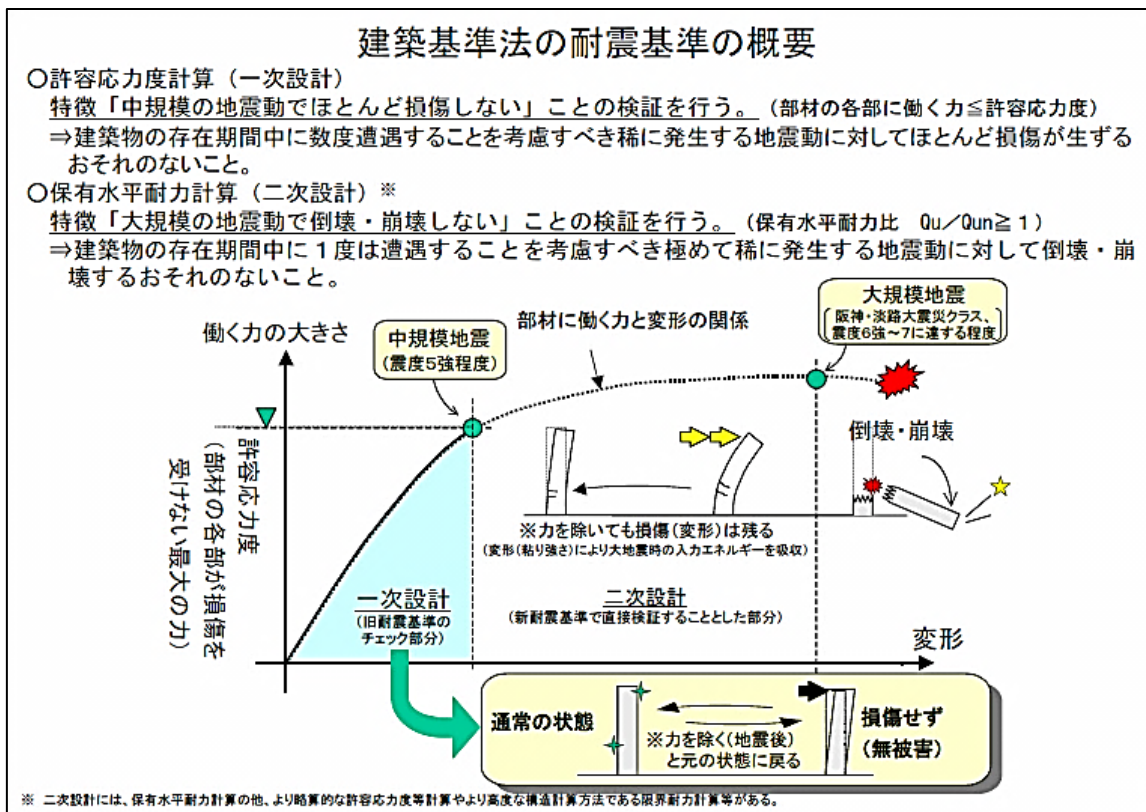 建築基準法の耐震基準の概要
○許容応力度計算（一次設計）
特徴「中規模の地震動でほとんど損傷しない」ことの検証を行う。（部材の各部に働く力≦許容応力度）
⇒建築物の存在期間中に数度遭遇することを考慮すべき稀に発生する地震動に対してほとんど損傷が生ずる
おそれのないこと。
○保有水平耐力計算（二次設計）※
特徴「大規模の地震動で倒壊・崩壊しない」ことの検証を行う。（保有水平耐力比　Qu／Qun≧１）
⇒建築物の存在期間中に１度は遭遇することを考慮すべき極めて稀に発生する地震動に対して倒壊・崩
壊するおそれのないこと。
働く力の大きさ
中規模地震
（震度５強程度）
部材に働く力と変形の関係
大規模地震
阪神・淡路大震災クラス、
震度６強～７に達する程度
許容応力度
（部材の各部が損傷を
受けない最大の力）
倒壊・崩壊
※力を除いても損傷（変形）は残る
（変形（粘り強さ）により大地震時の入力エネルギーを吸収）
一次設計
（旧耐震基準の
チェック部分）
二次設計
（新耐震基準で直接検証することとした部分）
変形
通常の状態
※力を除く（地震後）
と元の状態に戻る
損傷せず
（無被害）
※ 二次設計には、保有水平耐力計算の他、より略算的な許容応力度等計算やより高度な構造計算方法である限界耐力計算等がある。